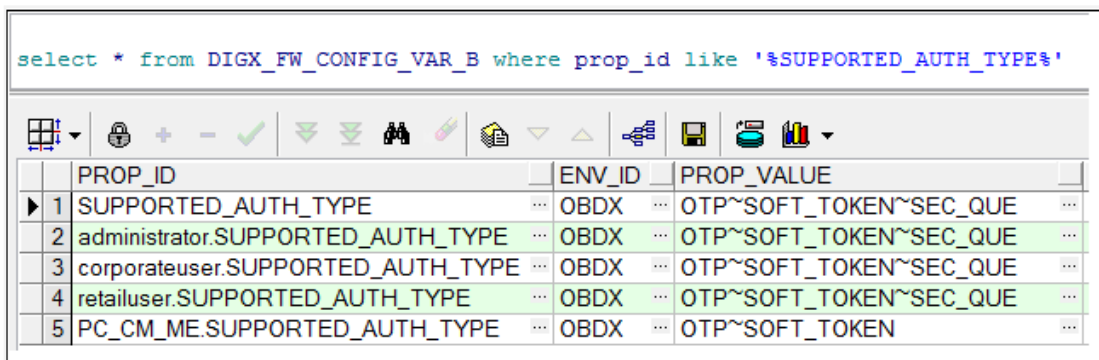 select * from DIGX_FW_CONFIG_VAR_B where prop_id like '%SUPPORTED_AUTH_TYPE%'
PROP_ID ENV_ID PROP_VALUE
1 SUPPORTED_AUTH_TYPE ... OBDX ... OTP~SOFT_TOKEN~SEC_QUE ...
2 administrator.SUPPORTED_AUTH_TYPE ... OBDX ... OTP~SOFT_TOKEN~SEC_QUE ...
3 corporateuser.SUPPORTED_AUTH_TYPE ... OBDX ... OTP~SOFT_TOKEN~SEC_QUE ...
4 retailuser.SUPPORTED_AUTH_TYPE ... OBDX ... OTP~SOFT_TOKEN~SEC_QUE ...
5 PC_CM_ME.SUPPORTED_AUTH_TYPE ... OBDX ... OTP~SOFT_TOKEN ...